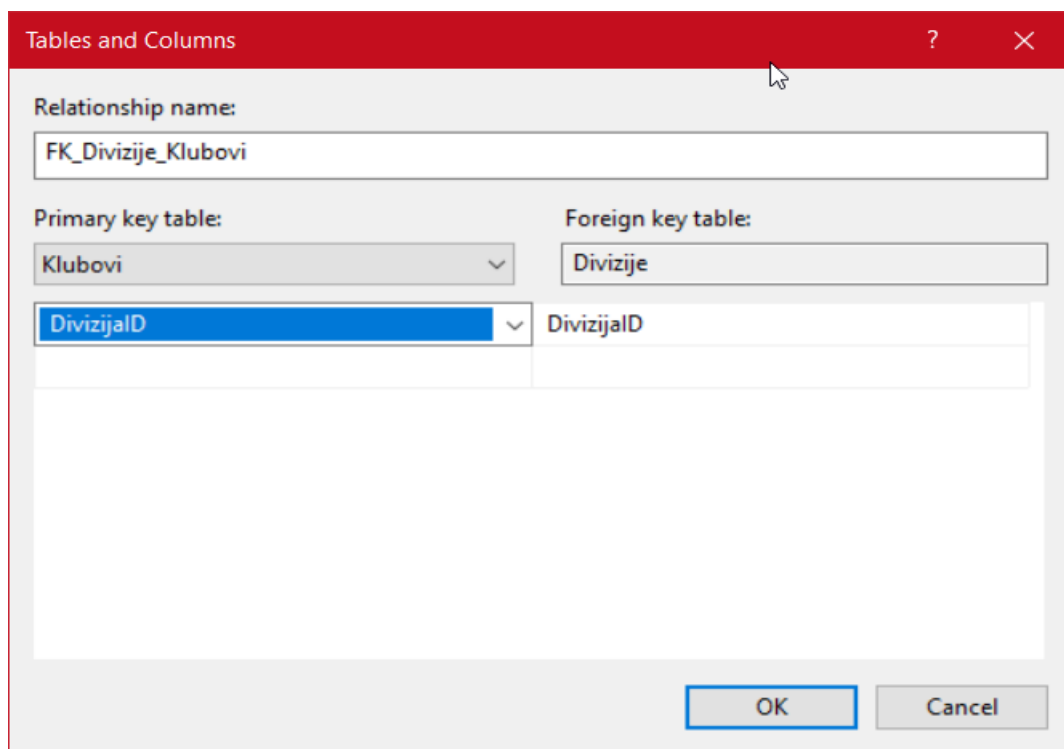 Tables and Columns ?
Relationship name:
FK_Divizije_Klubovi
Primary key table: Foreign key table:
Klubovi Divizije
DivizijaID DivizijaID
OK Cancel